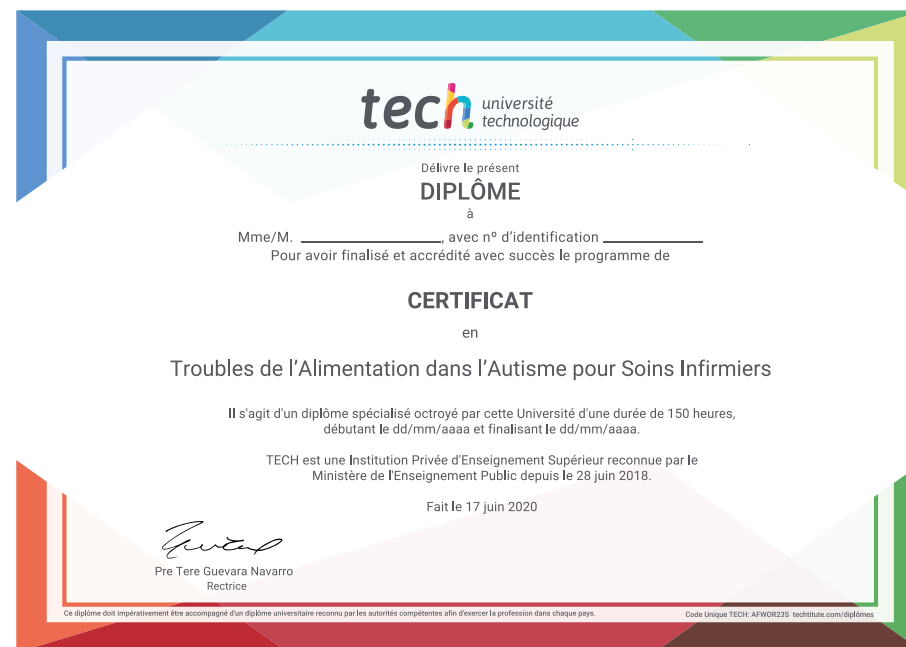 tech université
technologique
Délivre le présent
DIPLÔME
à
Mme/M. ____________________, avec nº d'identification ______________
Pour avoir finalisé et accrédité avec succès le programme de
CERTIFICAT
en
Troubles de l'Alimentation dans l'Autisme pour Soins Infirmiers
Il s'agit d'un diplôme spécialisé octroyé par cette Université d'une durée de 150 heures,
débutant le dd/mm/aaaa et finalisant le dd/mm/aaaa.
TECH est une Institution Privée d'Enseignement Supérieur reconnue par le
Ministère de l'Enseignement Public depuis le 28 juin 2018.
Fait le 17 juin 2020
Pre Tere Guevara Navarro
Rectrice
Ce diplôme doit impérativement être accompagné d'un diplôme universitaire reconnu par les autorités compétentes afin d'exercer la profession dans chaque pays.
Code Unique TECH: AFWOR23S techtitute.com/diplômes